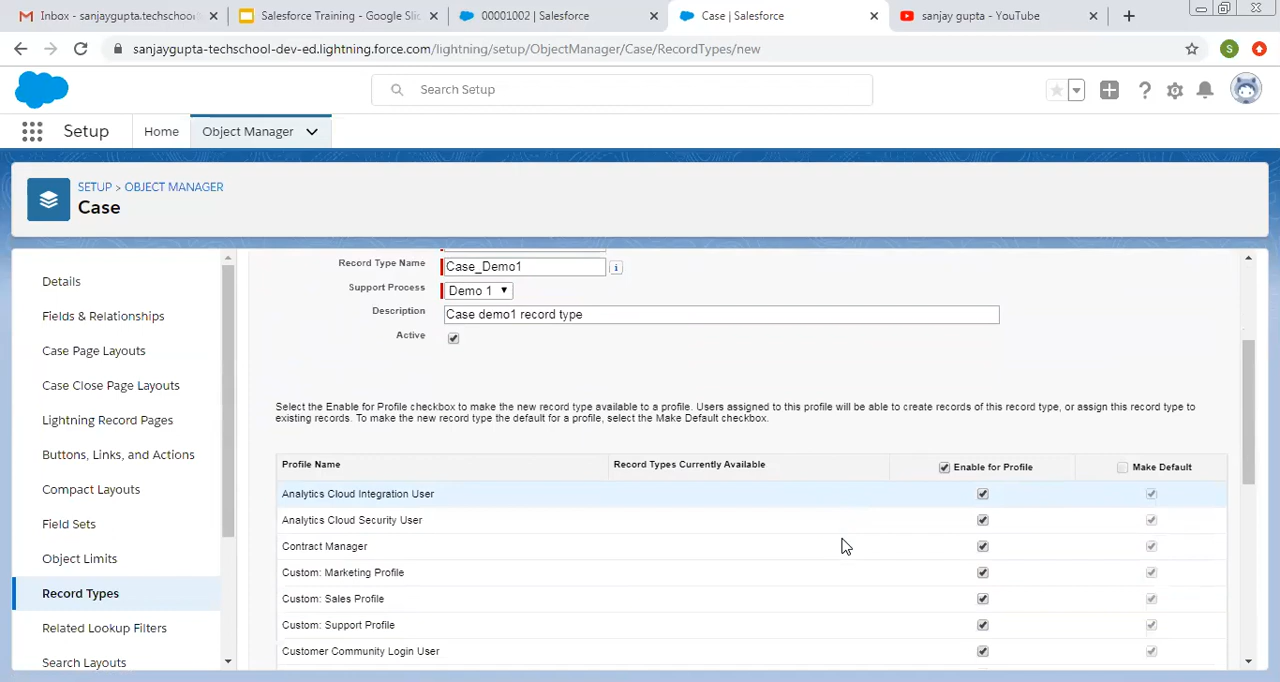 Inbox - sanjaygupta.techschool
Salesforce Training - Google Slid
00001002 | Salesforce
Case | Salesforce
sanjay gupta - YouTube
sanjaygupta-techschool-dev-ed.lightning.force.com/lightning/setup/ObjectManager/Case/RecordTypes/new
S
Search Setup
Setup
Home
Object Manager
SETUP > OBJECT MANAGER
Case
Details
Fields & Relationships
Case Page Layouts
Case Close Page Layouts
Lightning Record Pages
Buttons, Links, and Actions
Compact Layouts
Field Sets
Object Limits
Record Types
Related Lookup Filters
Search Layouts
Record Type Name Case_Demo1 i
Support Process Demo 1
Description Case demo1 record type
Active
Select the Enable for Profile checkbox to make the new record type available to a profile. Users assigned to this profile will be able to create records of this record type, or assign this record type to
existing records. To make the new record type the default for a profile, select the Make Default checkbox.
Profile Name Record Types Currently Available Enable for Profile Make Default
Analytics Cloud Integration User
Analytics Cloud Security User
Contract Manager
Custom: Marketing Profile
Custom: Sales Profile
Custom: Support Profile
Customer Community Login User